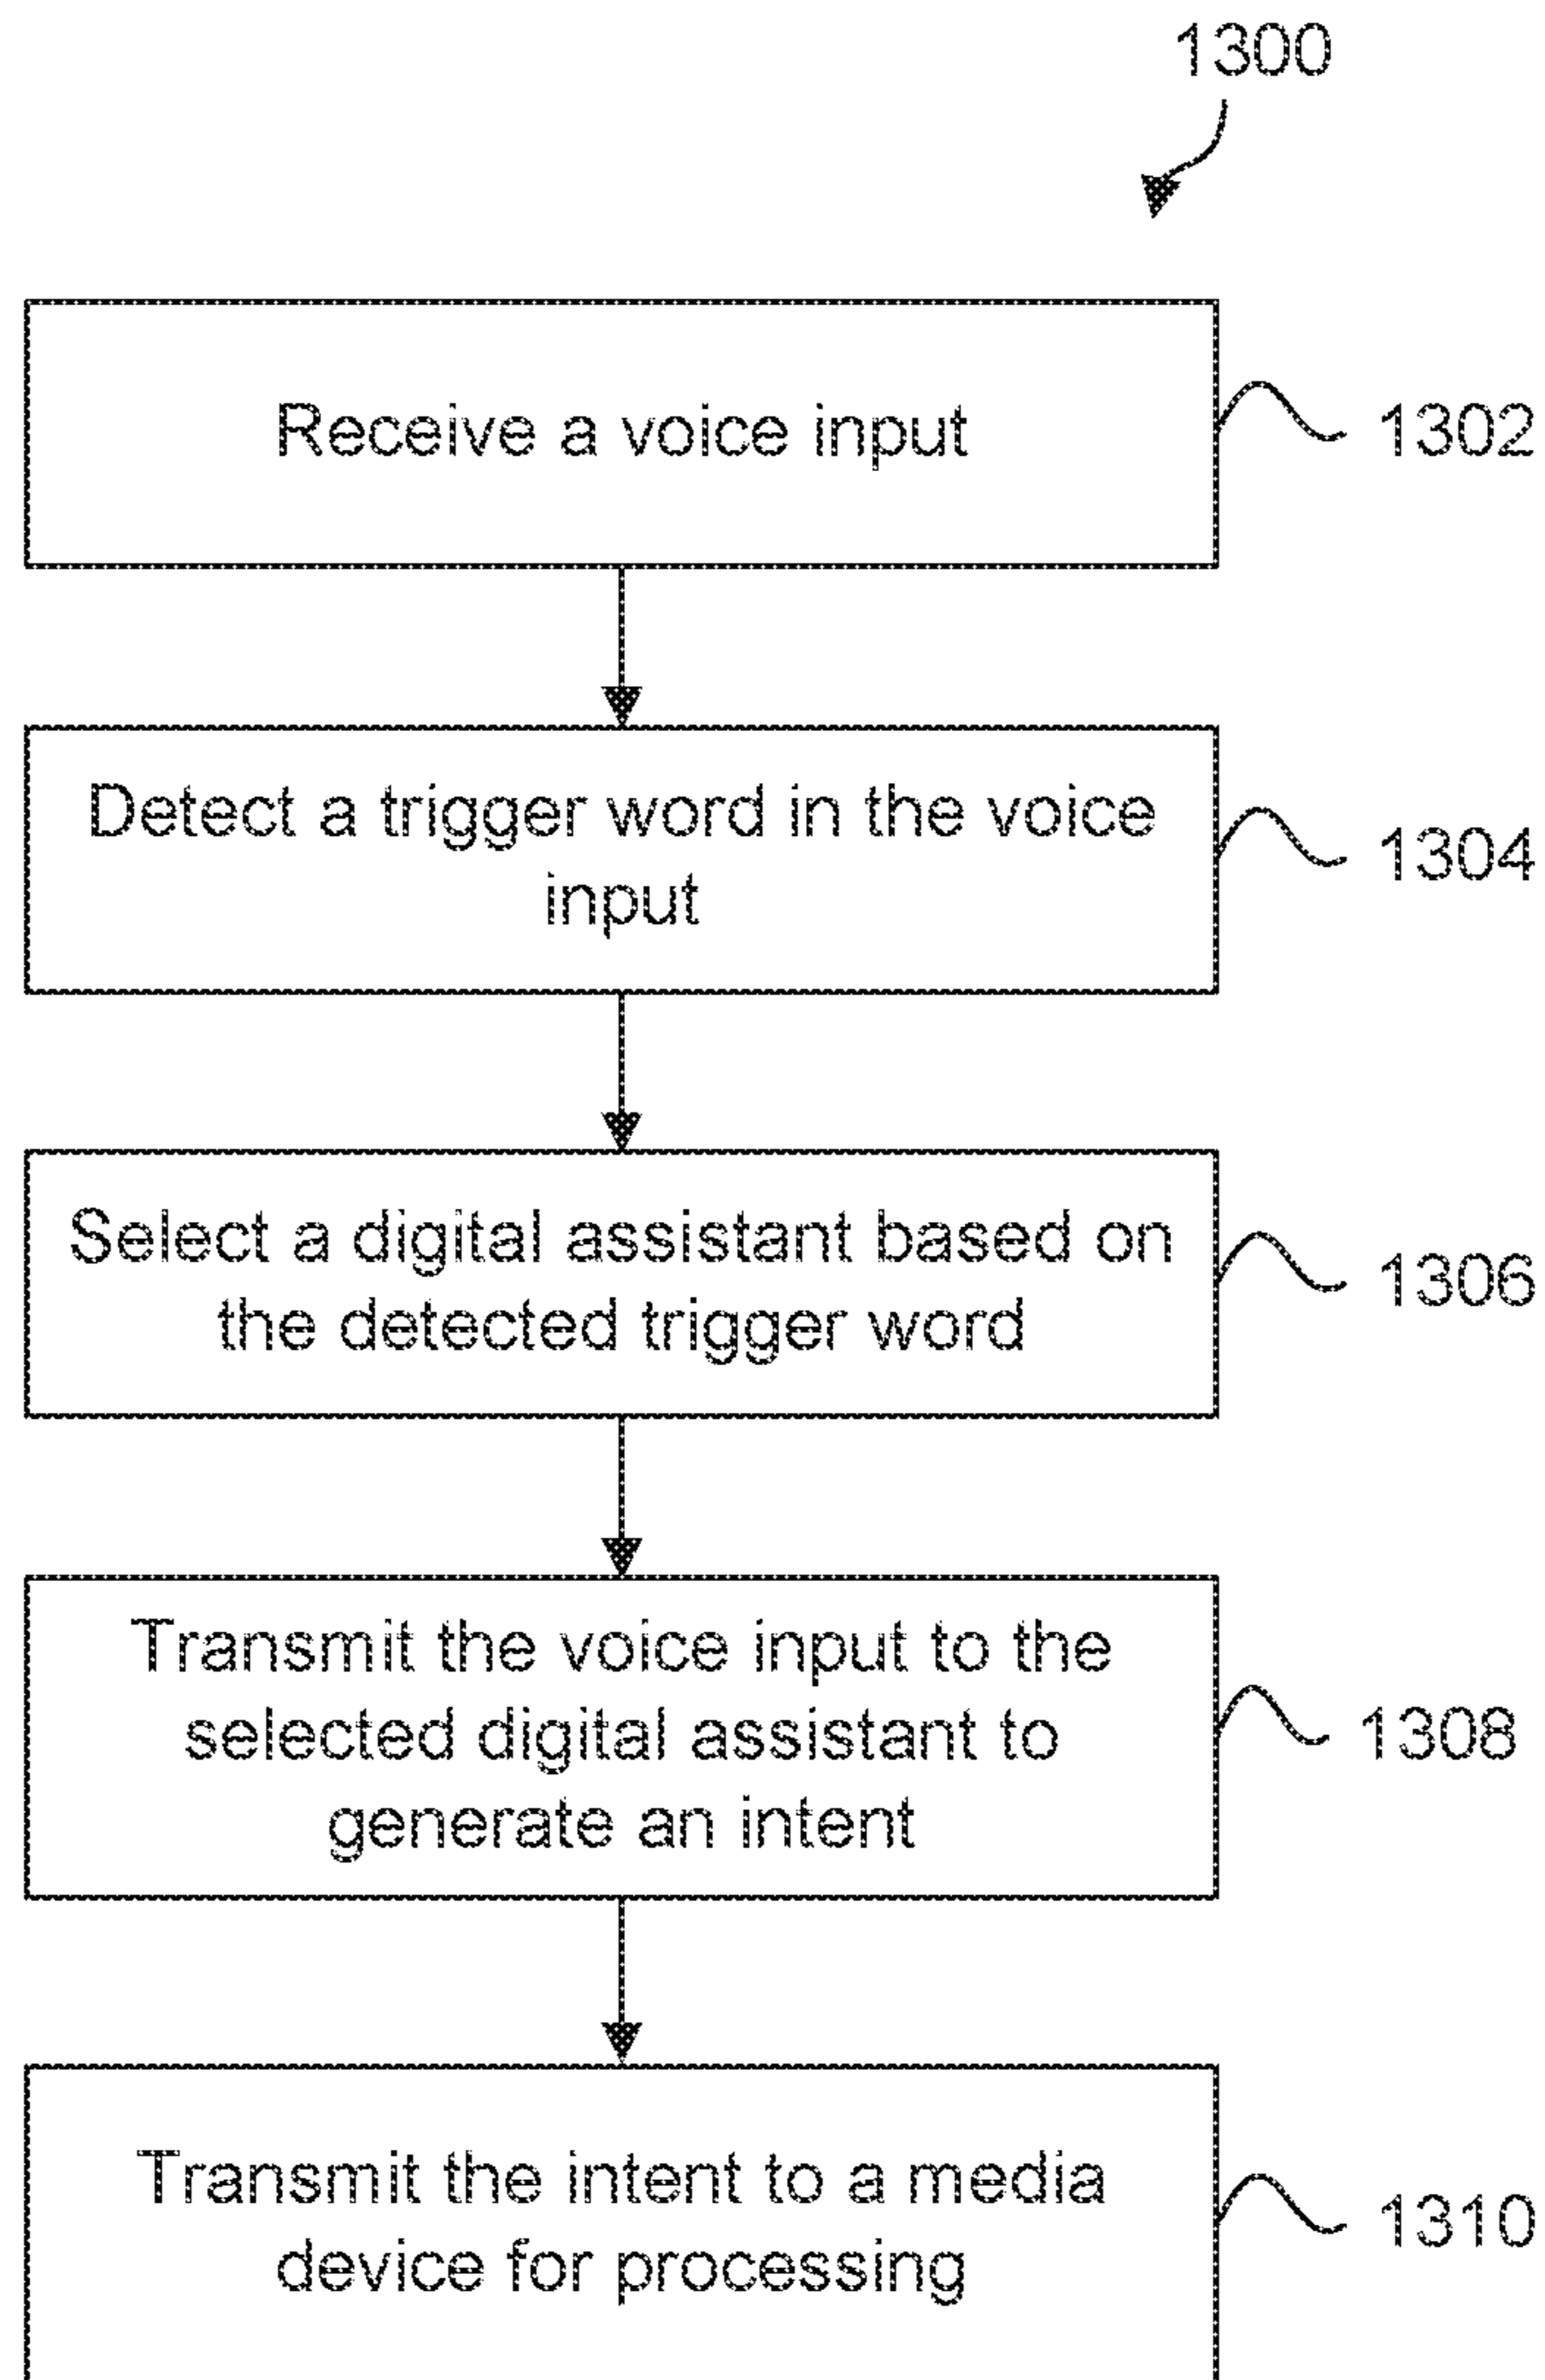 1300
Receive a voice input
1302
Detect a trigger word in the voice
input
1304
Select a digital assistant based on
the detected trigger word
1306
Transmit the voice input to the
selected digital assistant to
generate an intent
1308
Transmit the intent to a media
device for processing
1310